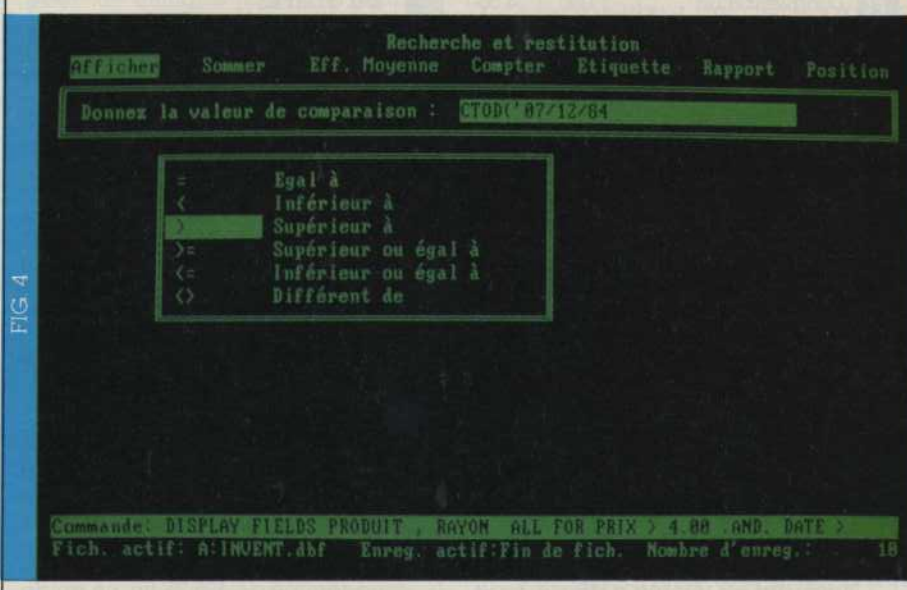 Recherche et restitution
Afficher Sommer Eff. Moyenne Compter Etiquette Rapport Position
Donnez la valeur de comparaison : CTOD('07/12/84
= Egal à
< Inférieur à
> Supérieur à
>= Supérieur ou égal à
<= Inférieur ou égal à
<> Différent de
FIG. 4
Commande: DISPLAY FIELDS PRODUIT , RAYON ALL FOR PRIX > 4.00 .AND. DATE >
Fich. actif: A:INVENT.dbf Enreg. actif:Fin de fich. Nombre d'enreg.: 18